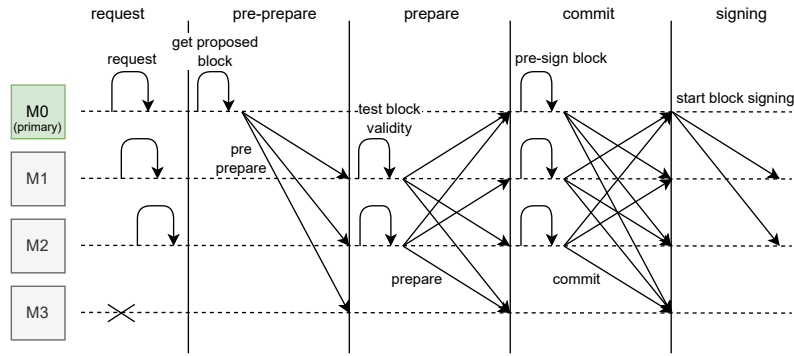 request
pre-prepare
prepare
commit
signing
get proposed
block
request
pre-sign block
M0
(primary)
test block
validity
start block signing
pre
prepare
M1
M2
prepare
commit
M3